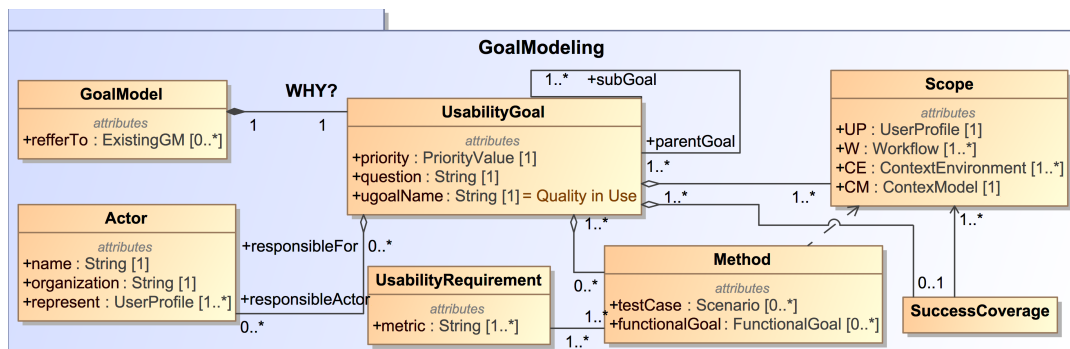 GoalModeling
GoalModel
attributes
+refferTo : ExistingGM [0..*]
WHY?
1
1
1..*
+subGoal
+parentGoal
1..*
UsabilityGoal
attributes
+priority : PriorityValue [1]
+question : String [1]
+ugoalName : String [1] = Quality in Use
Scope
attributes
+UP : UserProfile [1]
+W : Workflow [1..*]
+CE : ContextEnvironment [1..*]
+CM : ContexModel [1]
1..*
1..*
1..*
Actor
attributes
+name : String [1]
+organization : String [1]
+represent : UserProfile [1..*]
+responsibleFor
0..*
+responsibleActor
0..*
1..*
0..*
UsabilityRequirement
attributes
+metric : String [1..*]
1..*
1..*
Method
attributes
+testCase : Scenario [0..*]
+functionalGoal : FunctionalGoal [0..*]
0..1
SuccessCoverage